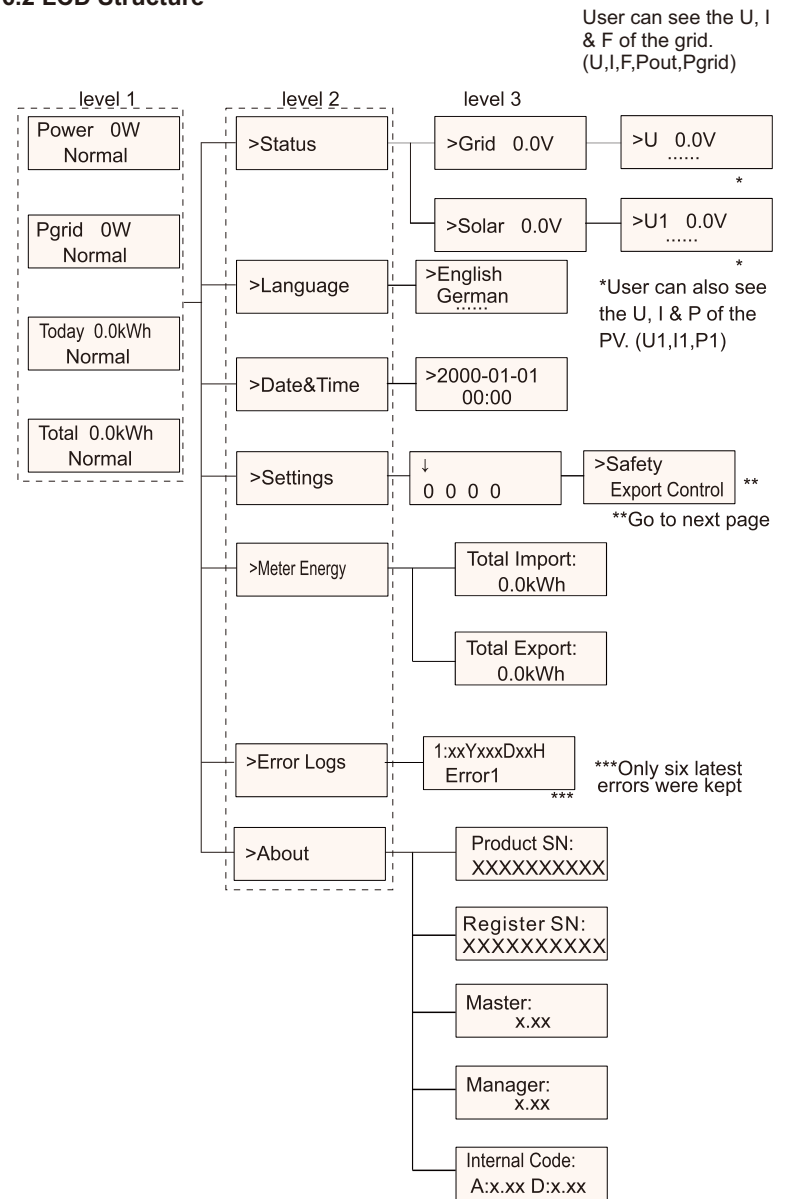 6.2 LCD Structure
User can see the U, I
& F of the grid.
(U,I,F,Pout,Pgrid)
level 1
level 2
level 3
Power 0W
Normal
Pgrid 0W
Normal
Today 0.0kWh
Normal
Total 0.0kWh
Normal
>Status
>Grid 0.0V
>U 0.0V
......
*
>Solar 0.0V
>U1 0.0V
......
*
*User can also see
the U, I & P of the
PV. (U1,I1,P1)
>Language
>English
German
......
>Date&Time
>2000-01-01
00:00
>Settings
↓
0 0 0 0
>Safety
Export Control
**
**Go to next page
>Meter Energy
Total Import:
0.0kWh
Total Export:
0.0kWh
>Error Logs
1:xxYxxxDxxH
Error1
***
***Only six latest
errors were kept
>About
Product SN:
XXXXXXXXXX
Register SN:
XXXXXXXXXX
Master:
x.xx
Manager:
x.xx
Internal Code:
A:x.xx D:x.xx